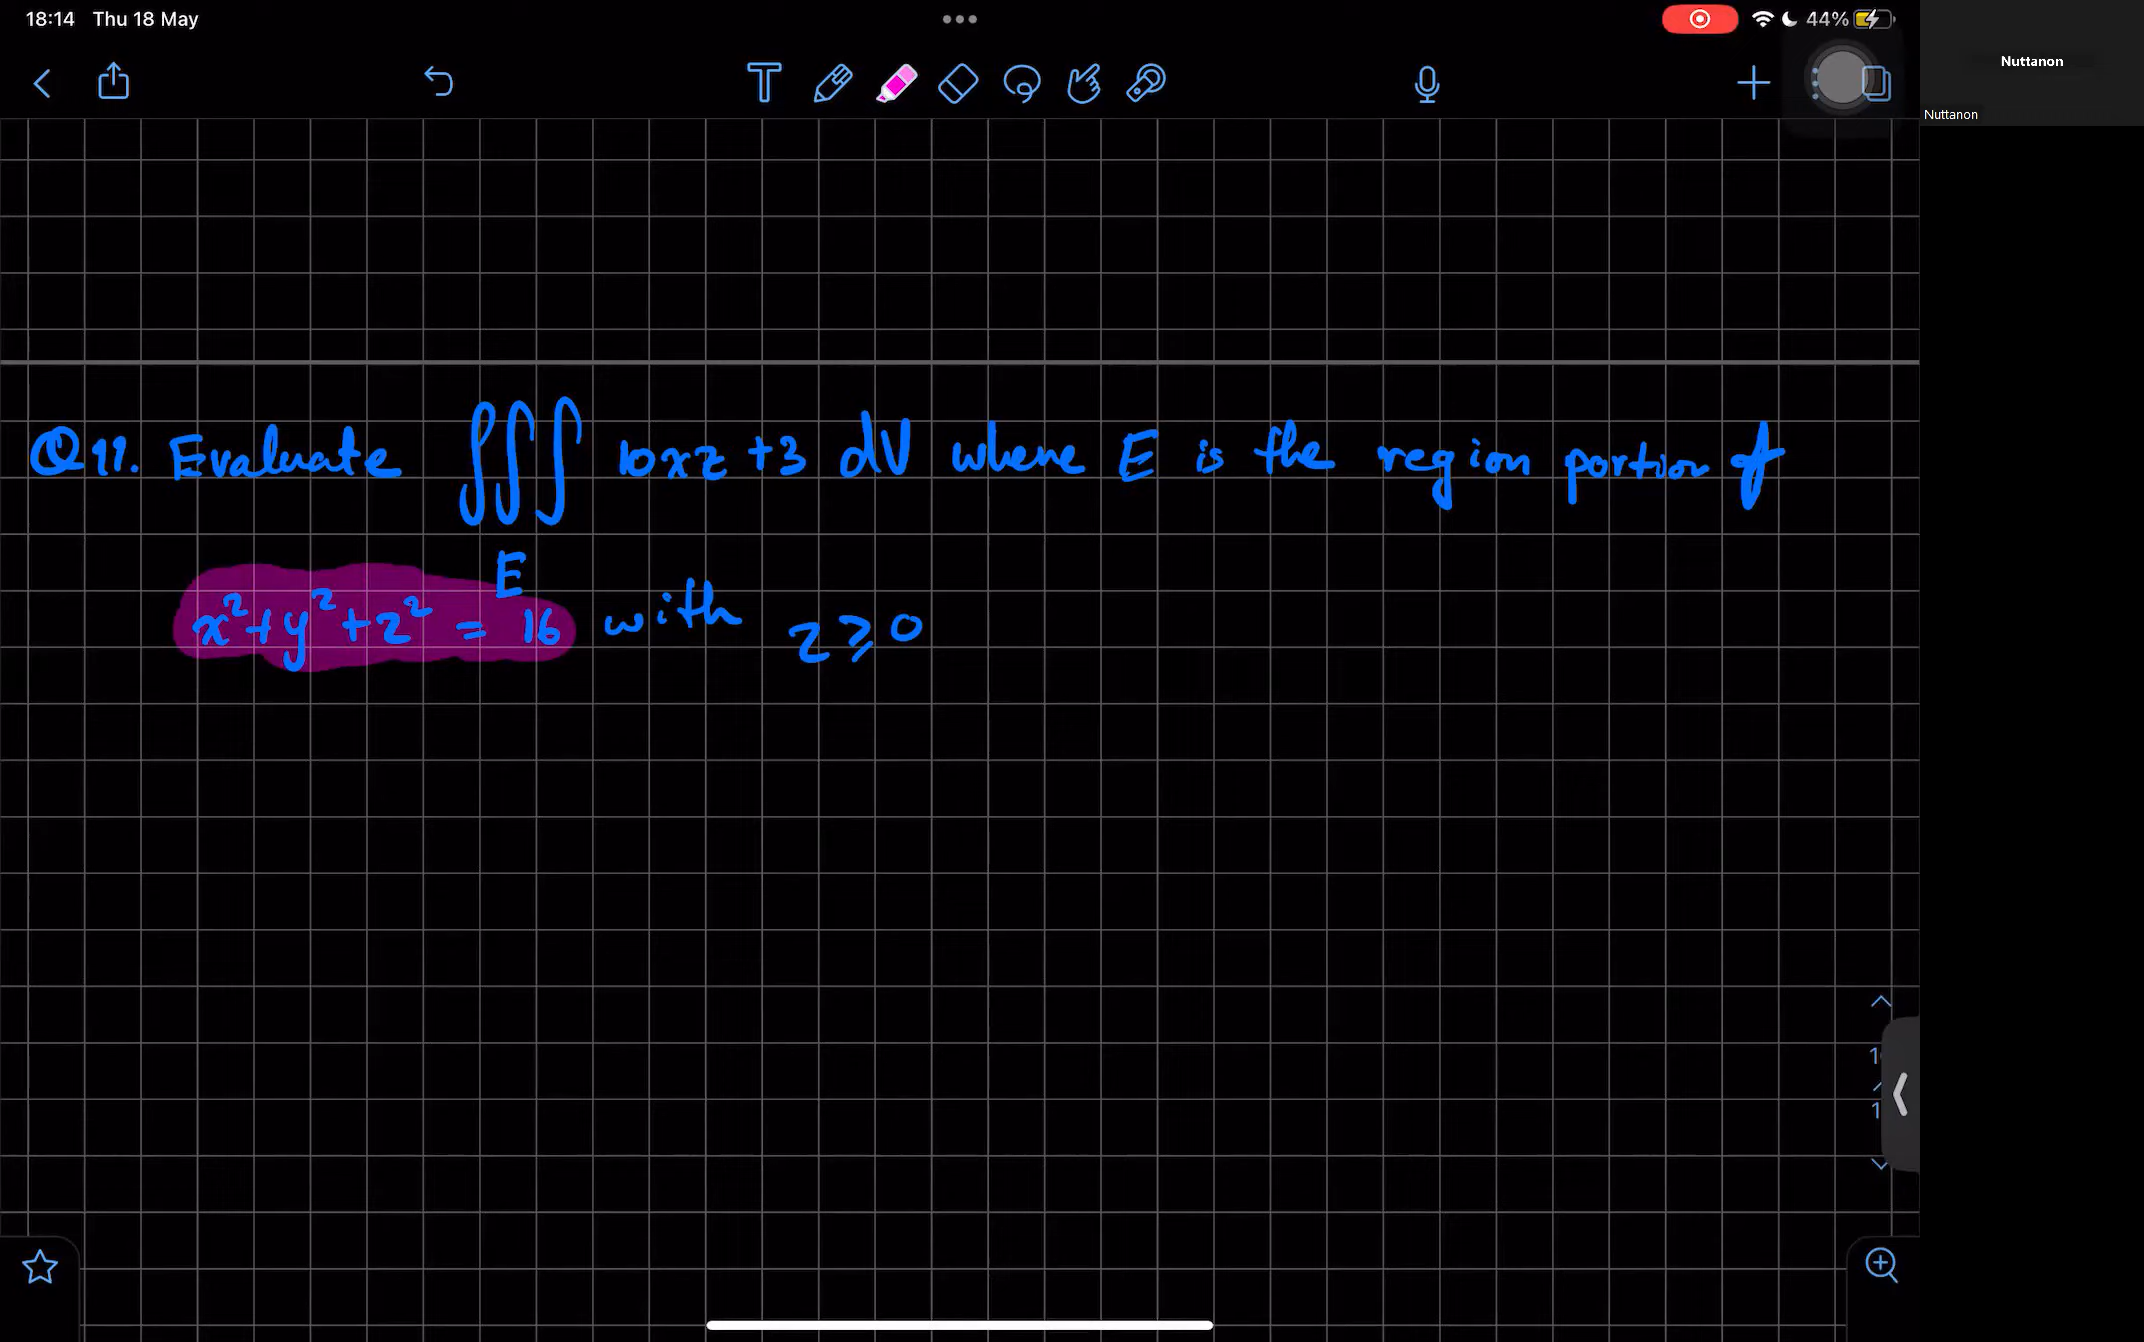 18:14 Thu 18 May
44%
Nuttanon
Nuttanon
Q11. Evaluate ∭ 10xz+3 dV where E is the region portion of
E
x²+y²+z² = 16 with z ⩾ 0